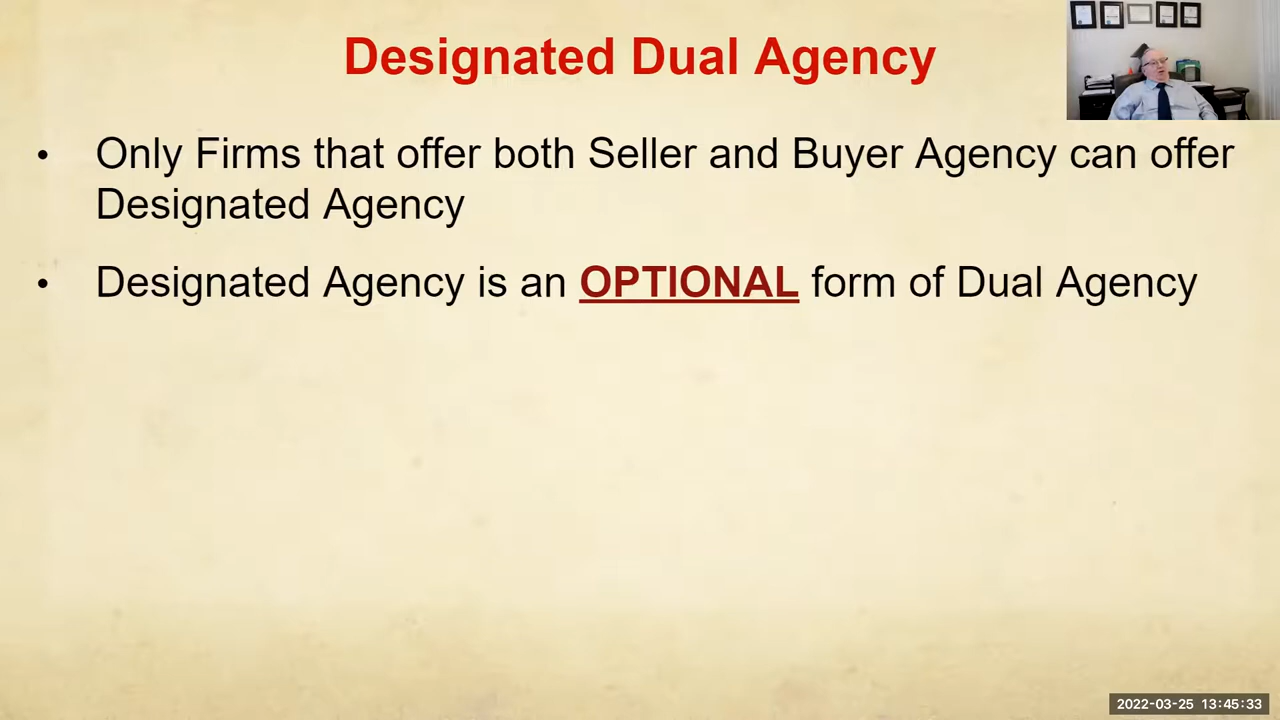 Designated Dual Agency
• Only Firms that offer both Seller and Buyer Agency can offer
Designated Agency
• Designated Agency is an OPTIONAL form of Dual Agency
2022-03-25 13:45:33